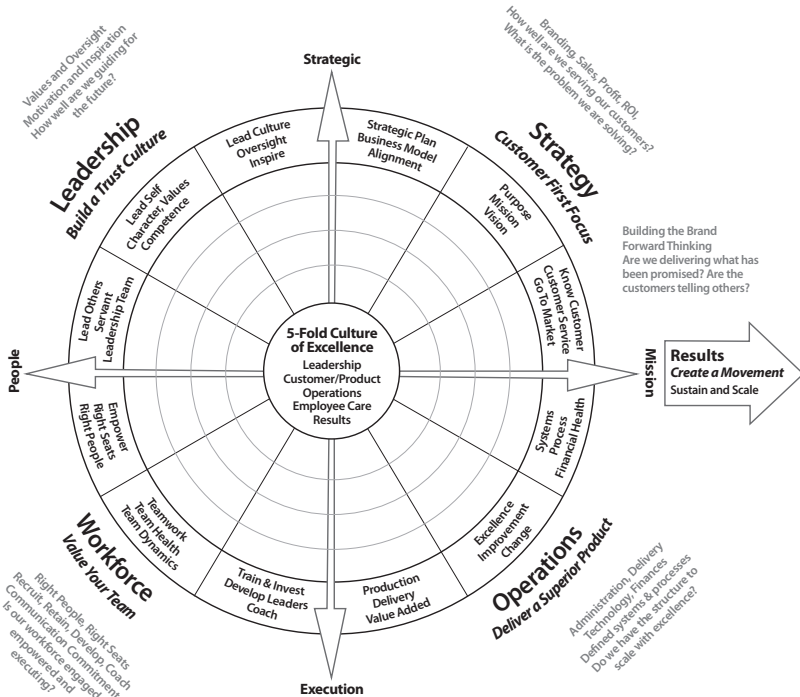 Values and Oversight
Motivation and Inspiration
How well are we guiding for
the future?
Leadership
Build a Trust Culture
Strategic
Branding, Sales, Profit, ROI,
How well are we serving our customers?
What is the problem we are solving?
Strategy
Customer First Focus
Lead Others
Servant
Leadership Team
Lead Self
Character, Values
Competence
Lead Culture
Oversight
Inspire
Strategic Plan
Business Model
Alignment
Purpose
Mission
Vision
Know Customer
Customer Service
Go To Market
Building the Brand
Forward Thinking
Are we delivering what has
been promised? Are the
customers telling others?
People
5-Fold Culture
of Excellence
Leadership
Customer/Product
Operations
Employee Care
Results
Mission
Results
Create a Movement
Sustain and Scale
Empower
Right Seats
Right People
Teamwork
Team Health
Team Dynamics
Train & Invest
Develop Leaders
Coach
Production
Delivery
Value Added
Excellence
Improvement
Change
Systems
Process
Financial Health
Workforce
Value Your Team
Right People, Right Seats
Recruit, Retain, Develop, Coach
Communication Commitment
Is our workforce engaged
empowered and
executing?
Execution
Operations
Deliver a Superior Product
Administration, Delivery
Technology, Finances
Defined systems & processes
Do we have the structure to
scale with excellence?